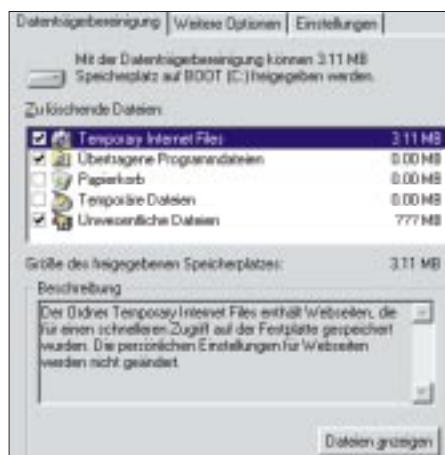 Datenträgerbereinigung Weitere Optionen Einstellungen
Mit der Datenträgerbereinigung können 3.11 MB
Speicherplatz auf BOOT (C:) freigegeben werden.
Zu löschende Dateien:
Temporary Internet Files 3.11 MB
Übertragene Programmdateien 0.00 MB
Papierkorb 0.00 MB
Temporäre Dateien 0.00 MB
Unwesentliche Dateien 777 MB
Größe des freigegebenen Speicherplatzes: 3.11 MB
Beschreibung
Der Ordner Temporary Internet Files enthält Webseiten, die
für einen schnelleren Zugriff auf der Festplatte gespeichert
wurden. Die persönlichen Einstellungen für Webseiten
werden nicht geändert.
Dateien anzeigen